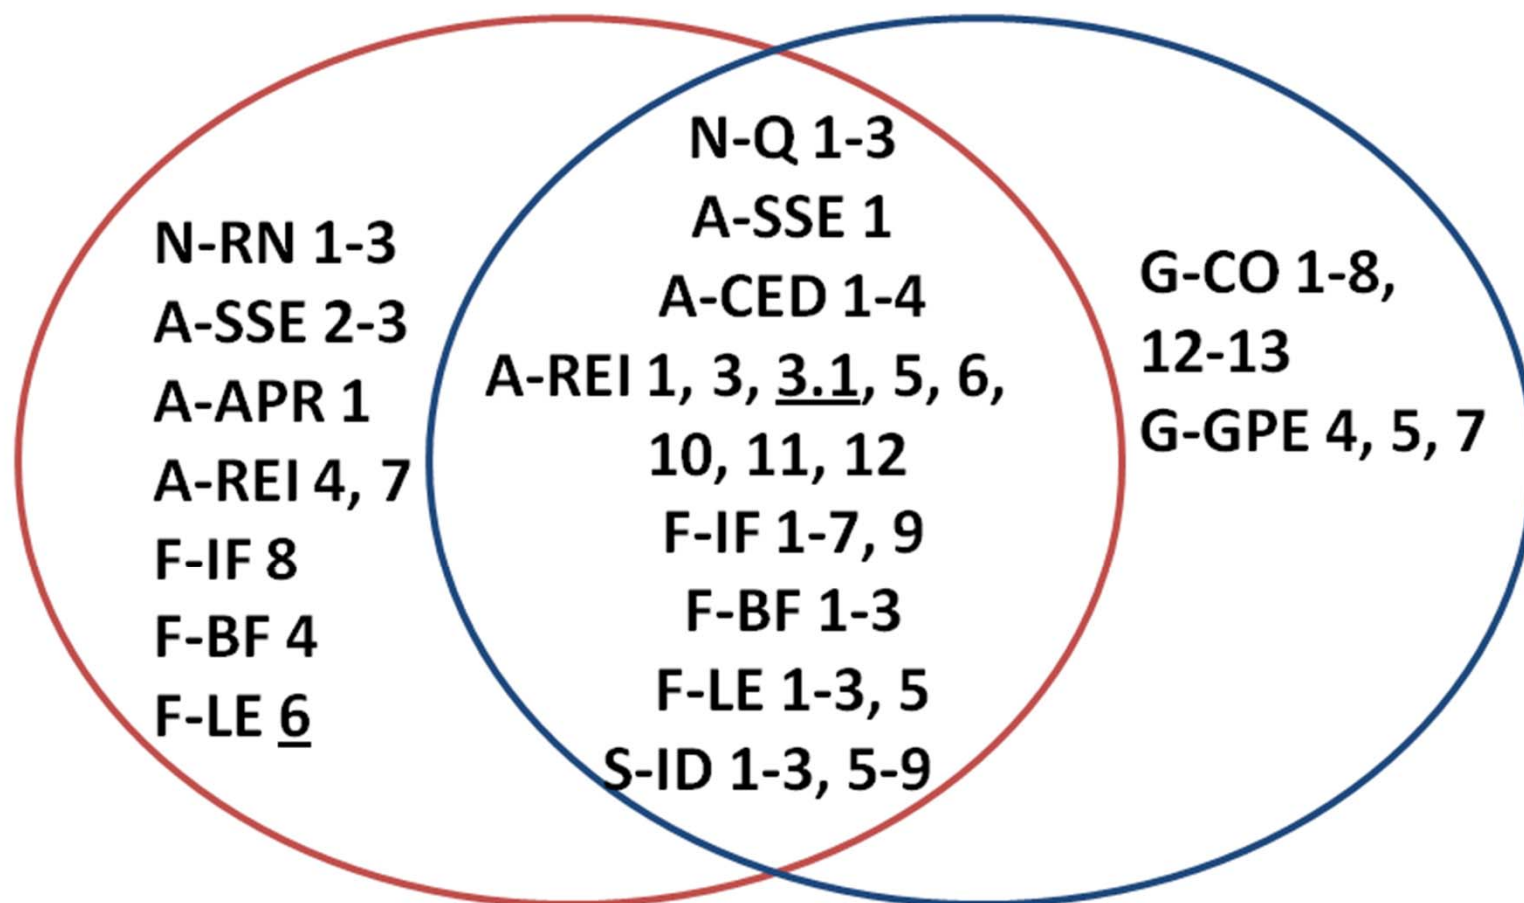 N-RN 1-3
A-SSE 2-3
A-APR 1
A-REI 4, 7
F-IF 8
F-BF 4
F-LE 6
N-Q 1-3
A-SSE 1
A-CED 1-4
A-REI 1, 3, 3.1, 5, 6,
10, 11, 12
F-IF 1-7, 9
F-BF 1-3
F-LE 1-3, 5
S-ID 1-3, 5-9
G-CO 1-8,
12-13
G-GPE 4, 5, 7